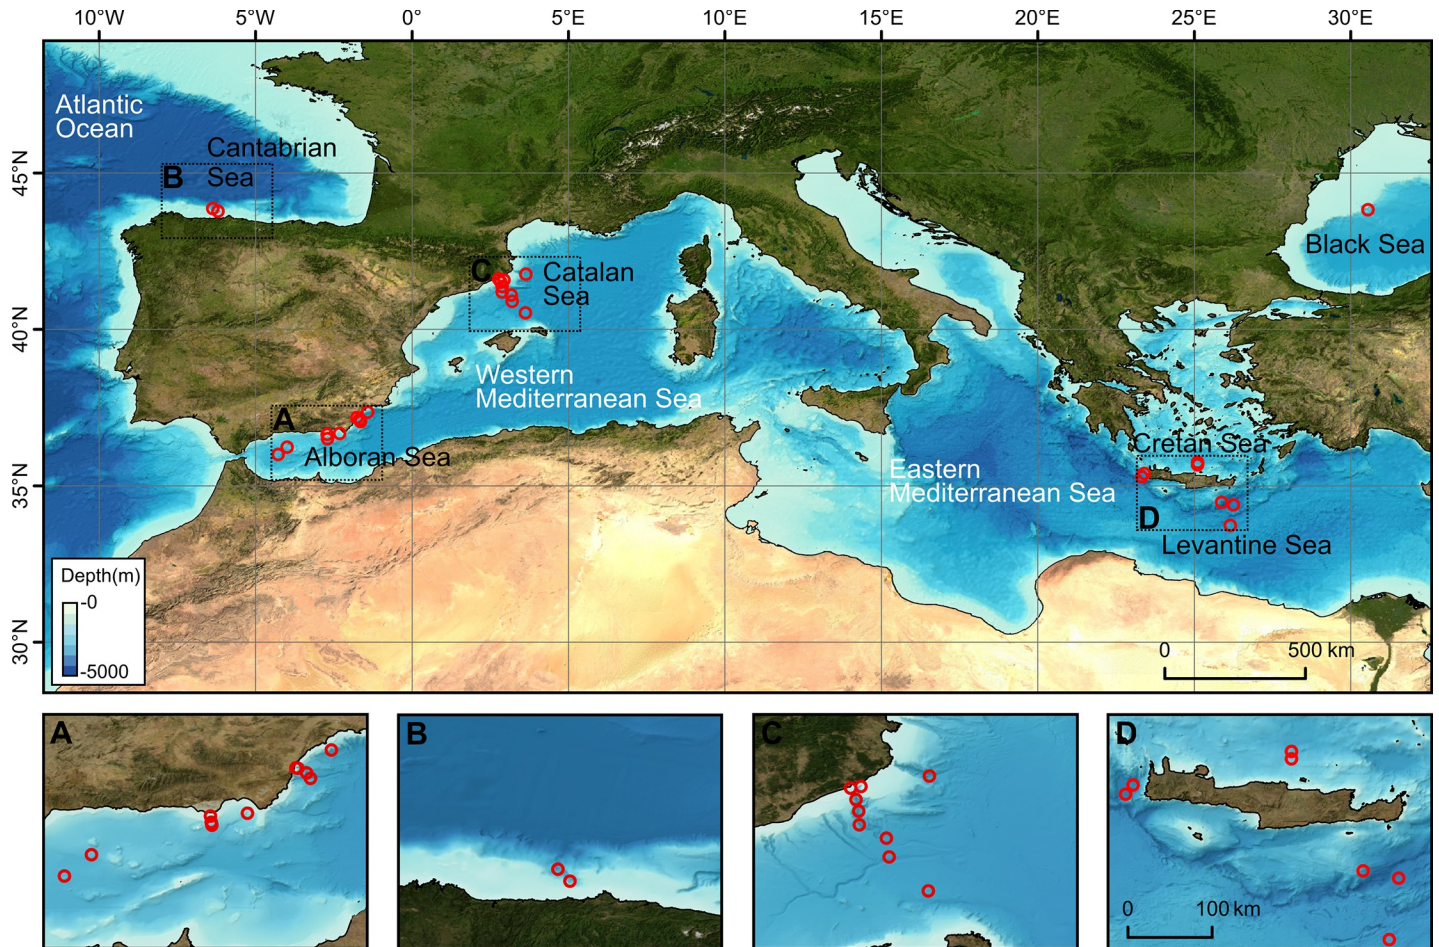 10°W 5°W 0° 5°E 10°E 15°E 20°E 25°E 30°E
45°N
40°N
35°N
30°N
Atlantic
Ocean
Cantabrian
Sea
B
C
Catalan
Sea
Black Sea
Western
Mediterranean Sea
A
Alboran Sea
Cretan Sea
Eastern
Mediterranean Sea
D
Levantine Sea
Depth(m)
-0
-5000
0 500 km
A
B
C
D
0 100 km